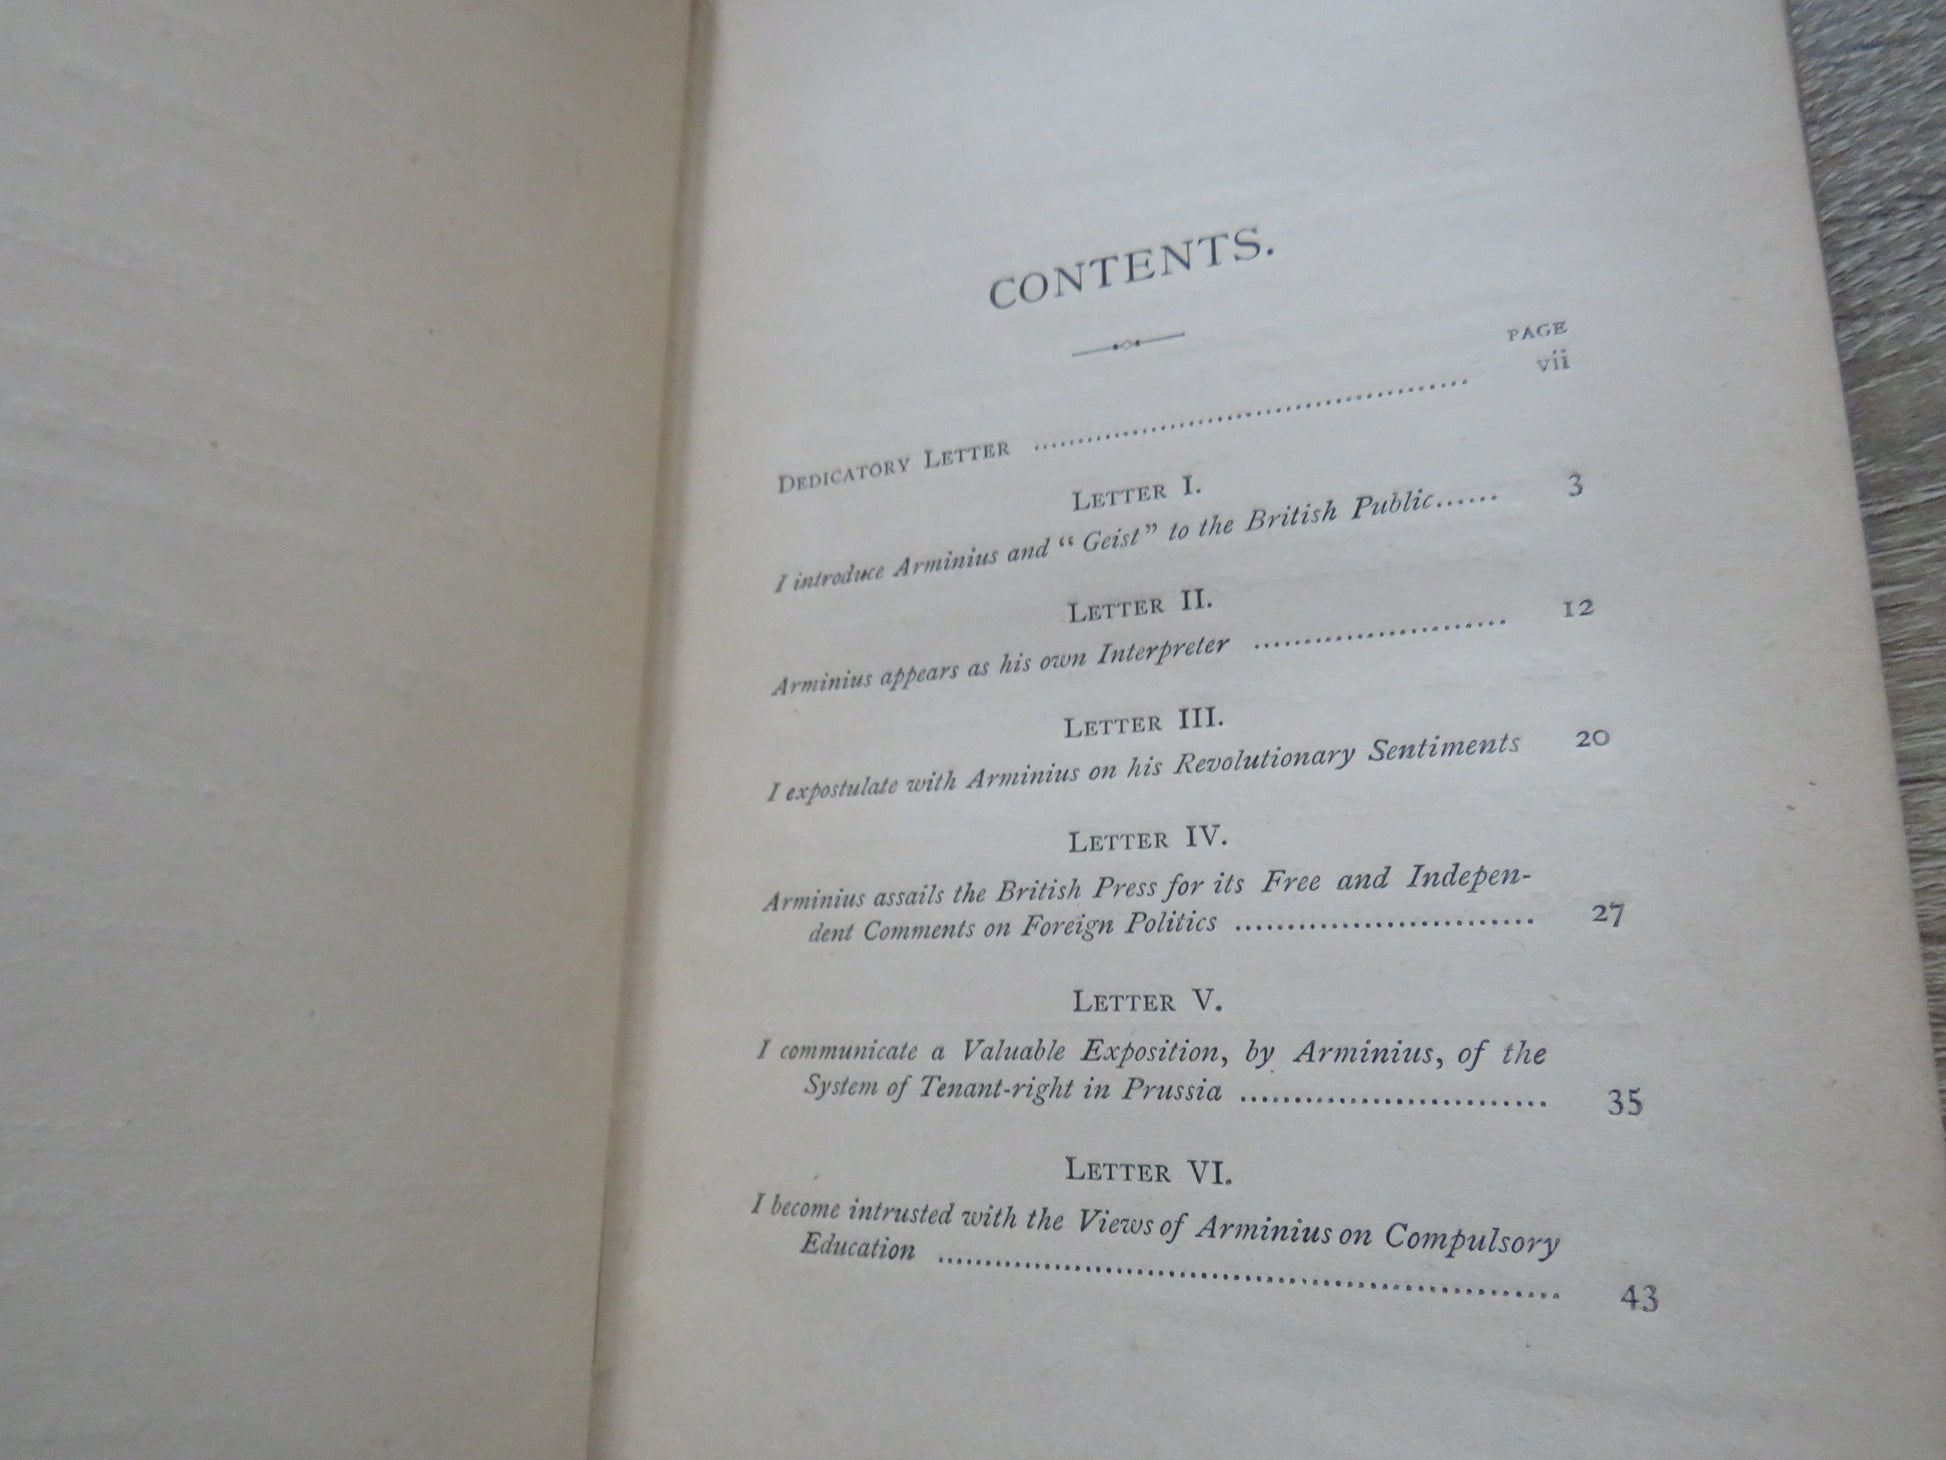 CONTENTS.
PAGE
DEDICATORY LETTER ........................................ vii
LETTER I.
I introduce Arminius and “Geist” to the British Public...... 3
LETTER II.
Arminius appears as his own Interpreter ........................ 12
LETTER III.
I expostulate with Arminius on his Revolutionary Sentiments 20
LETTER IV.
Arminius assails the British Press for its Free and Indepen-
dent Comments on Foreign Politics ............................ 27
LETTER V.
I communicate a Valuable Exposition, by Arminius, of the
System of Tenant-right in Prussia ............................ 35
LETTER VI.
I become intrusted with the Views of Arminius on Compulsory
Education ........................................................ 43